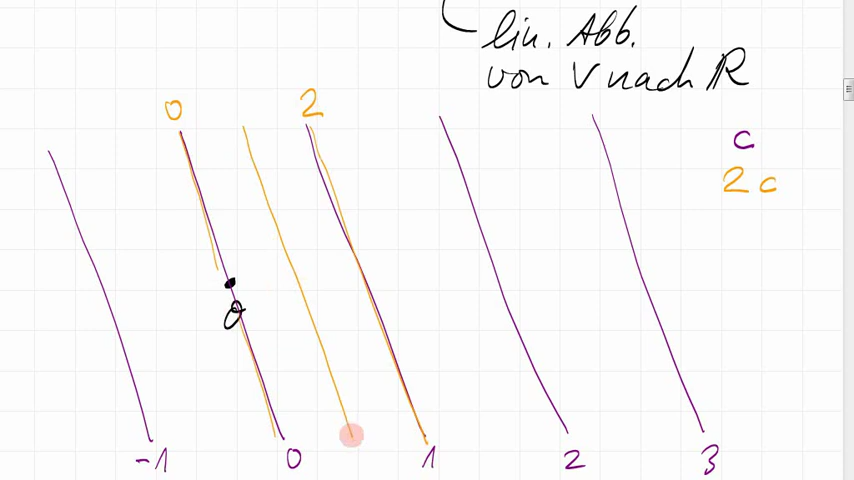 lin. Abb.
von V nach ℝ
0 2
c
2c
0
-1 0 1 2 3